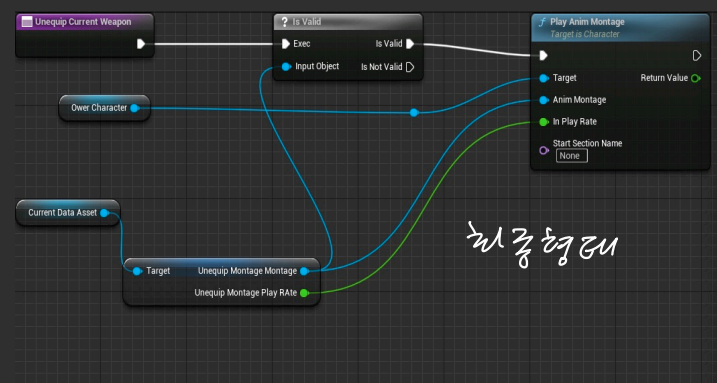 Unequip Current Weapon
? Is Valid
Exec
Is Valid
Input Object
Is Not Valid
f Play Anim Montage
Target is Character
Target
Return Value
Anim Montage
In Play Rate
Start Section Name
None
Ower Character
Current Data Asset
Target
Unequip Montage Montage
Unequip Montage Play RAte
최종형태